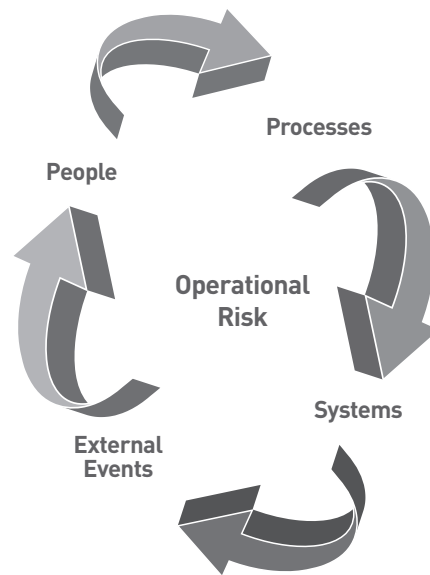 Processes
People
Operational
Risk
Systems
External
Events